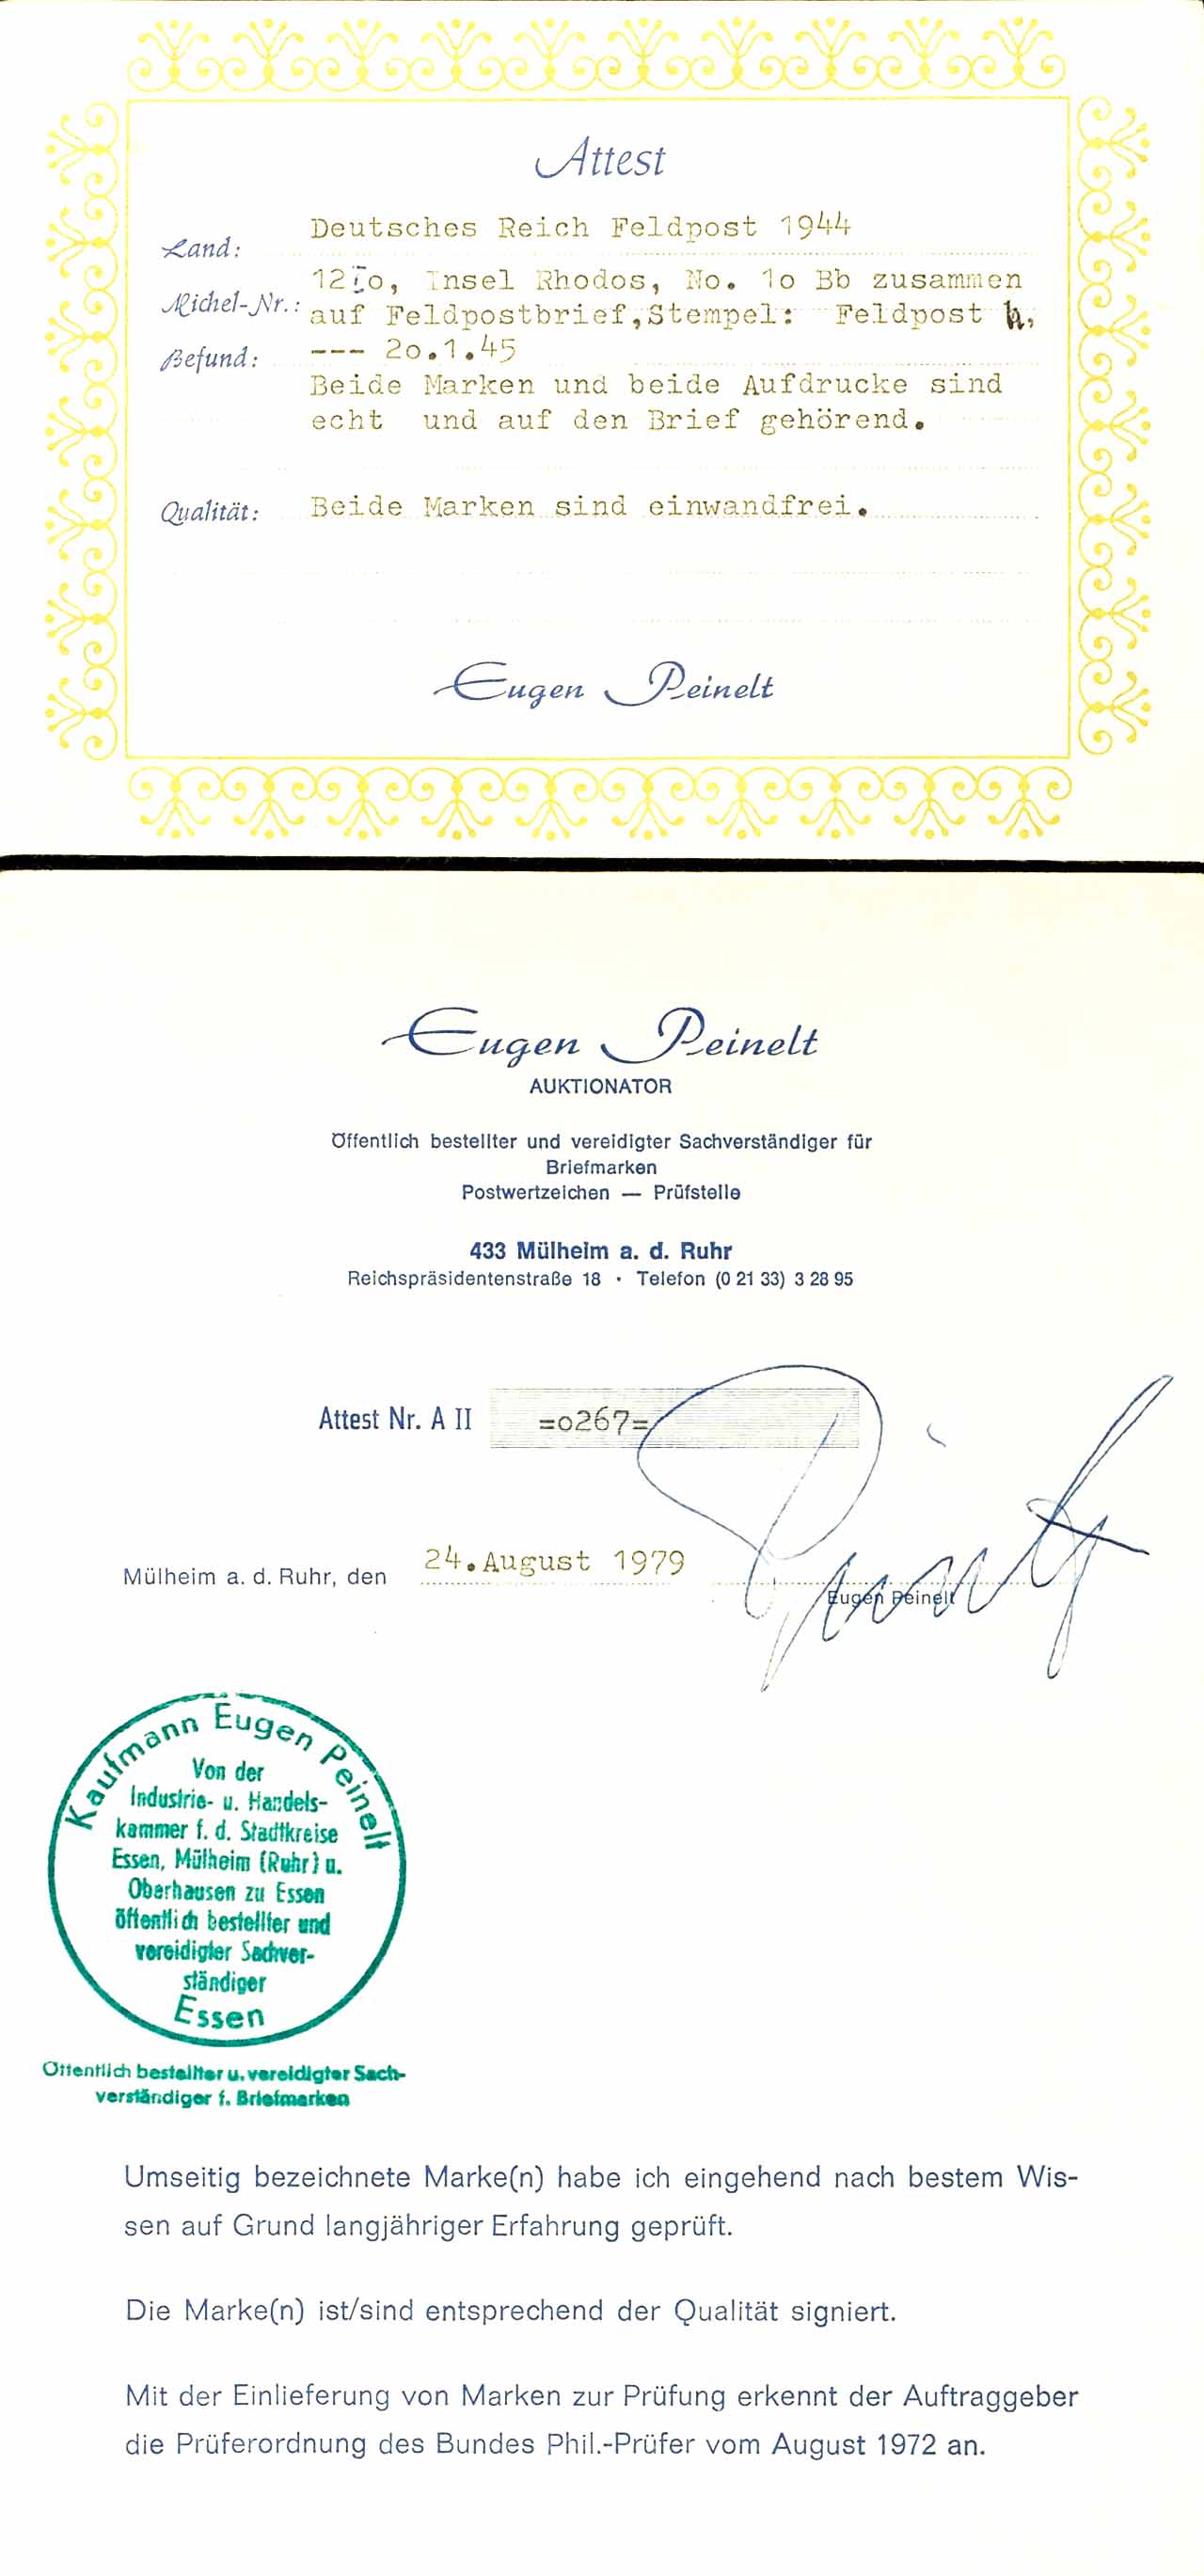 Attest
Land: Deutsches Reich Feldpost 1944
Michel-Nr.: 12Io, Insel Rhodos, No. 1o Bb zusammen
auf Feldpostbrief,Stempel: Feldpost h,
Befund: --- 2o.1.45
Beide Marken und beide Aufdrucke sind
echt und auf den Brief gehörend.
Qualität: Beide Marken sind einwandfrei.
Eugen Peinelt
Eugen Peinelt
AUKTIONATOR
Öffentlich bestellter und vereidigter Sachverständiger für
Briefmarken
Postwertzeichen — Prüfstelle
433 Mülheim a. d. Ruhr
Reichspräsidentenstraße 18 · Telefon (0 21 33) 3 28 95
Attest Nr. A II =o267=
Mülheim a. d. Ruhr, den 24.August 1979
Eugen Peinelt
Kaufmann Eugen Peinelt
Von der
Industrie- u. Handels-
kammer f. d. Stadtkreise
Essen, Mülheim (Ruhr) u.
Oberhausen zu Essen
öffentlich bestellter und
vereidigter Sachver-
ständiger
Essen
Öffentlich bestellter u. vereidigter Sach-
verständiger f. Briefmarken
Umseitig bezeichnete Marke(n) habe ich eingehend nach bestem Wis-
sen auf Grund langjähriger Erfahrung geprüft.
Die Marke(n) ist/sind entsprechend der Qualität signiert.
Mit der Einlieferung von Marken zur Prüfung erkennt der Auftraggeber
die Prüferordnung des Bundes Phil.-Prüfer vom August 1972 an.